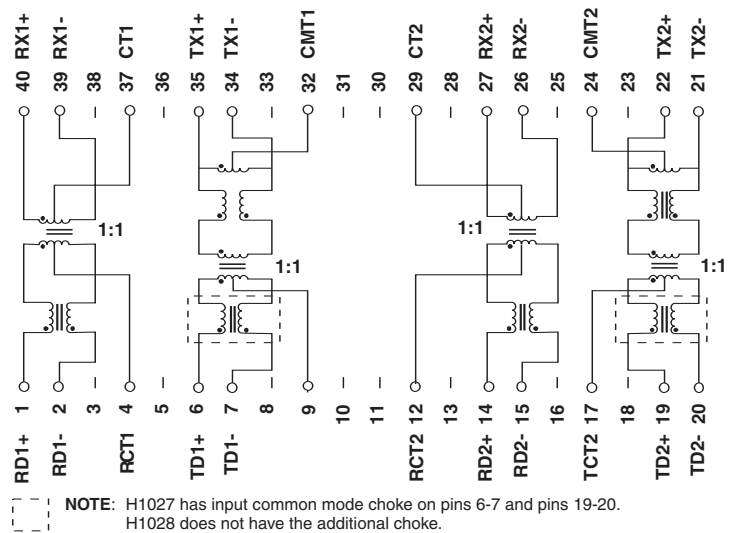 RX1+ RX1- CT1 TX1+ TX1- CMT1 CT2 RX2+ RX2- CMT2 TX2+ TX2-
40 39 38 37 36 35 34 33 32 31 30 29 28 27 26 25 24 23 22 21
1:1 1:1 1:1 1:1
1 2 3 4 5 6 7 8 9 10 11 12 13 14 15 16 17 18 19 20
RD1+ RD1- RCT1 TD1+ TD1- RCT2 RD2+ RD2- TCT2 TD2+ TD2-
NOTE: H1027 has input common mode choke on pins 6-7 and pins 19-20.
H1028 does not have the additional choke.